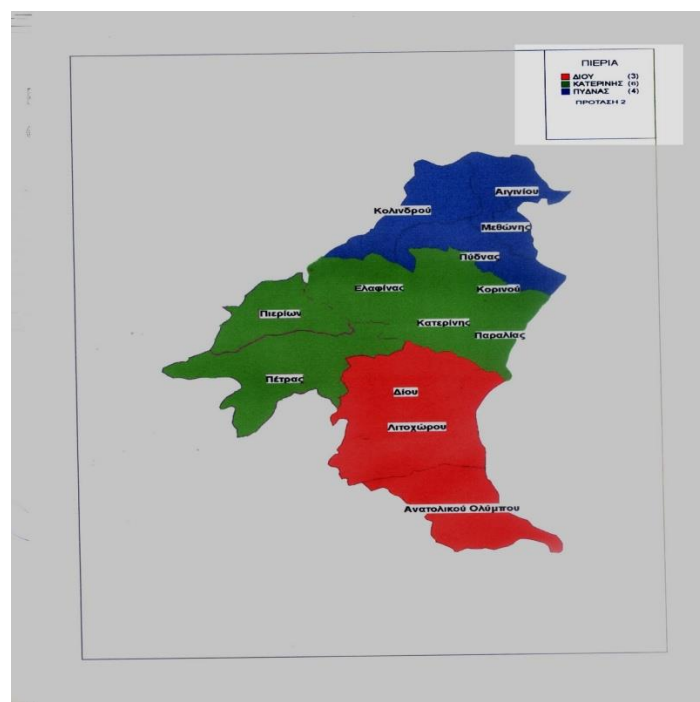 ΠΙΕΡΙΑ
ΔΙΟΥ (3)
ΚΑΤΕΡΙΝΗΣ (6)
ΠΥΔΝΑΣ (4)
ΠΡΟΤΑΣΗ 2
Αιγινίου
Κολινδρού
Μεθώνης
Πύδνας
Ελαφίνας
Κορινού
Πιερίων
Κατερίνης
Παραλίας
Πέτρας
Δίου
Λιτοχώρου
Ανατολικού Ολύμπου